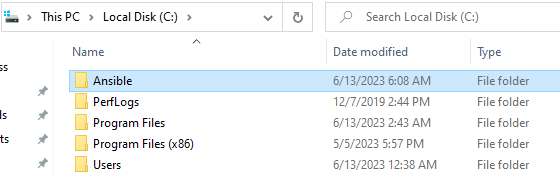 This PC > Local Disk (C:) > Search Local Disk (C:)
Name Date modified Type
Ansible 6/13/2023 6:08 AM File folder
PerfLogs 12/7/2019 2:44 PM File folder
Program Files 6/13/2023 2:43 AM File folder
Program Files (x86) 5/5/2023 5:57 PM File folder
Users 6/13/2023 12:38 AM File folder